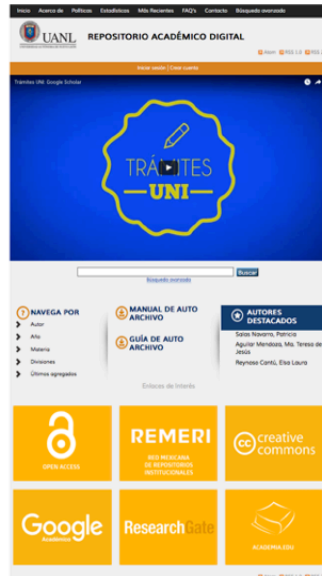 Inicio Acerca de Políticas Estadísticas Más Recientes FAQ's Contacto Búsqueda avanzada
UANL
REPOSITORIO ACADÉMICO DIGITAL
Atom RSS 1.0 RSS
Iniciar sesión | Crear cuenta
Trámites UNI: Google Scholar
TRÁMITES
UNI
Buscar
Búsqueda avanzada
NAVEGA POR
Autor
Año
Materia
Divisiones
Últimos agregados
MANUAL DE AUTO
ARCHIVO
GUÍA DE AUTO
ARCHIVO
AUTORES
DESTACADOS
Salas Navarro, Patricia
Aguilar Mendoza, Ma. Teresa de
Jesús
Reynoso Cantú, Elsa Laura
Enlaces de Interés
OPEN ACCESS
REMERI
RED MEXICANA
DE REPOSITORIOS
INSTITUCIONALES
cc creative
commons
Google
Académico
ResearchGate
ACADEMIA.EDU